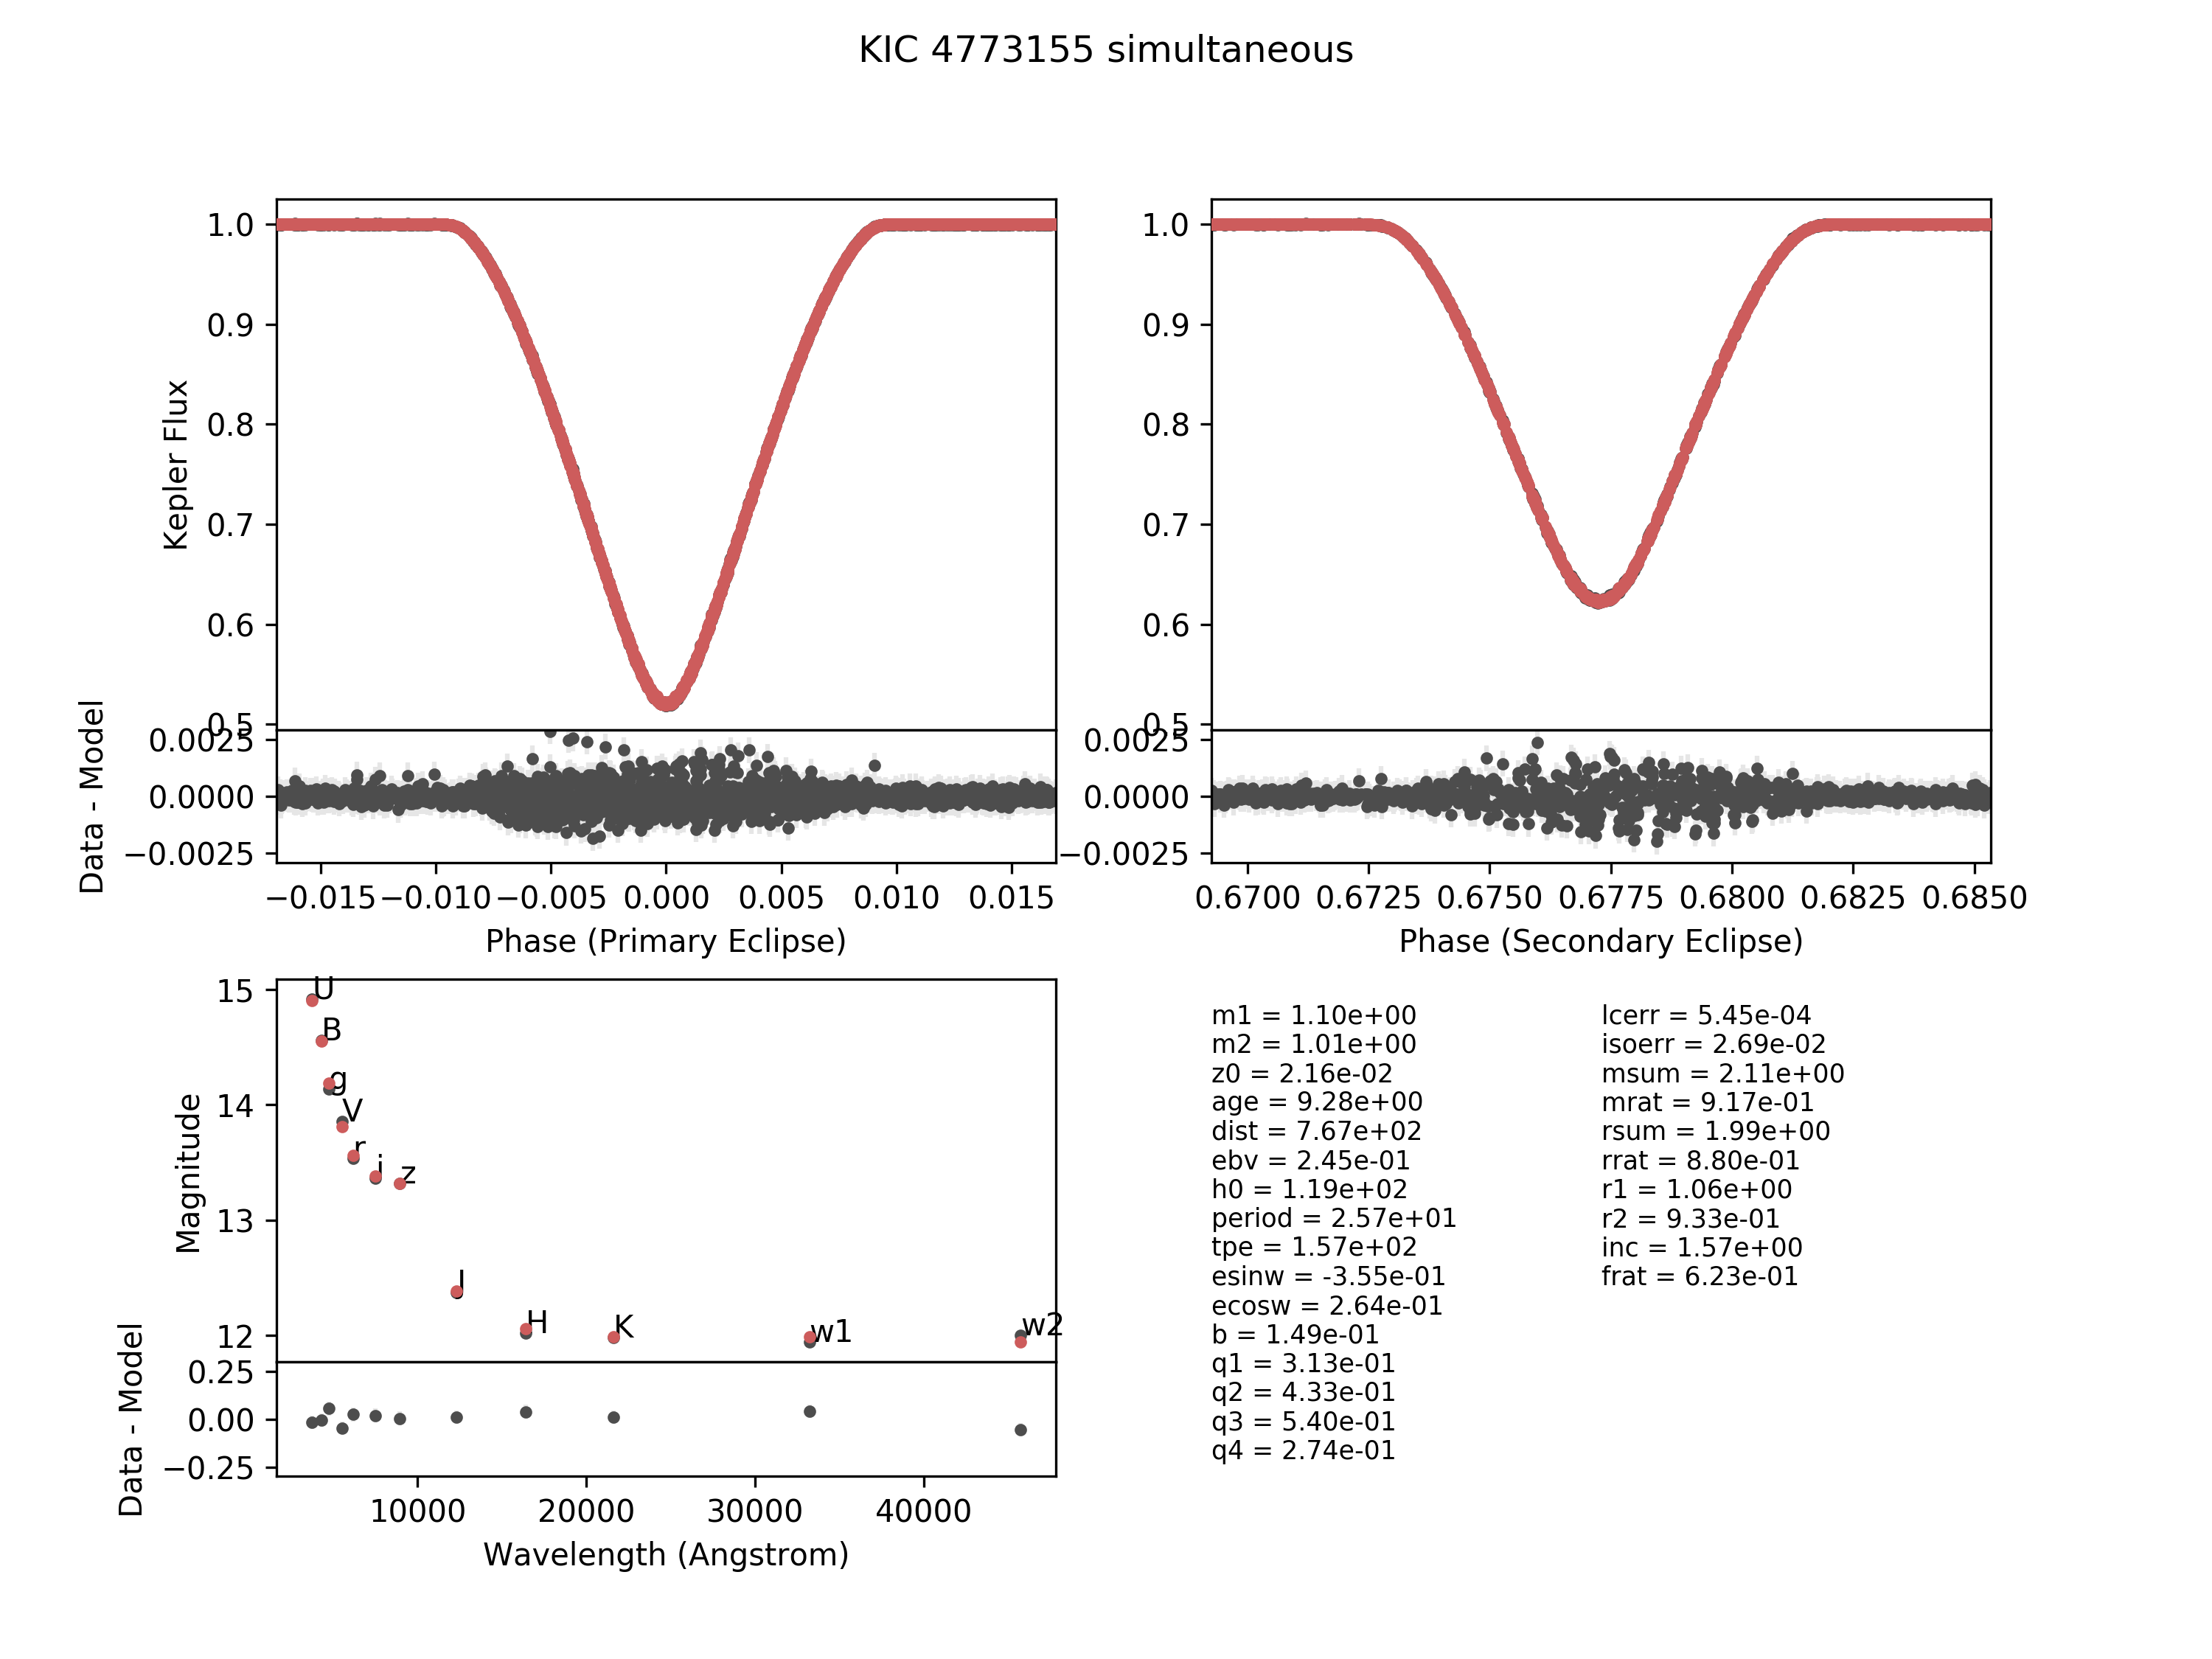 KIC 4773155 simultaneous
1.0
0.9
0.8
0.7
0.6
0.5
Kepler Flux
0.0025
0.0000
−0.0025
Data - Model
−0.015 −0.010 −0.005 0.000 0.005 0.010 0.015
Phase (Primary Eclipse)
1.0
0.9
0.8
0.7
0.6
0.5
0.0025
0.0000
−0.0025
0.6700 0.6725 0.6750 0.6775 0.6800 0.6825 0.6850
Phase (Secondary Eclipse)
15
14
13
12
Magnitude
U
B
g
V
r
i
z
J
H
K
w1
w2
0.25
0.00
−0.25
Data - Model
10000 20000 30000 40000
Wavelength (Angstrom)
m1 = 1.10e+00
m2 = 1.01e+00
z0 = 2.16e-02
age = 9.28e+00
dist = 7.67e+02
ebv = 2.45e-01
h0 = 1.19e+02
period = 2.57e+01
tpe = 1.57e+02
esinw = -3.55e-01
ecosw = 2.64e-01
b = 1.49e-01
q1 = 3.13e-01
q2 = 4.33e-01
q3 = 5.40e-01
q4 = 2.74e-01
lcerr = 5.45e-04
isoerr = 2.69e-02
msum = 2.11e+00
mrat = 9.17e-01
rsum = 1.99e+00
rrat = 8.80e-01
r1 = 1.06e+00
r2 = 9.33e-01
inc = 1.57e+00
frat = 6.23e-01